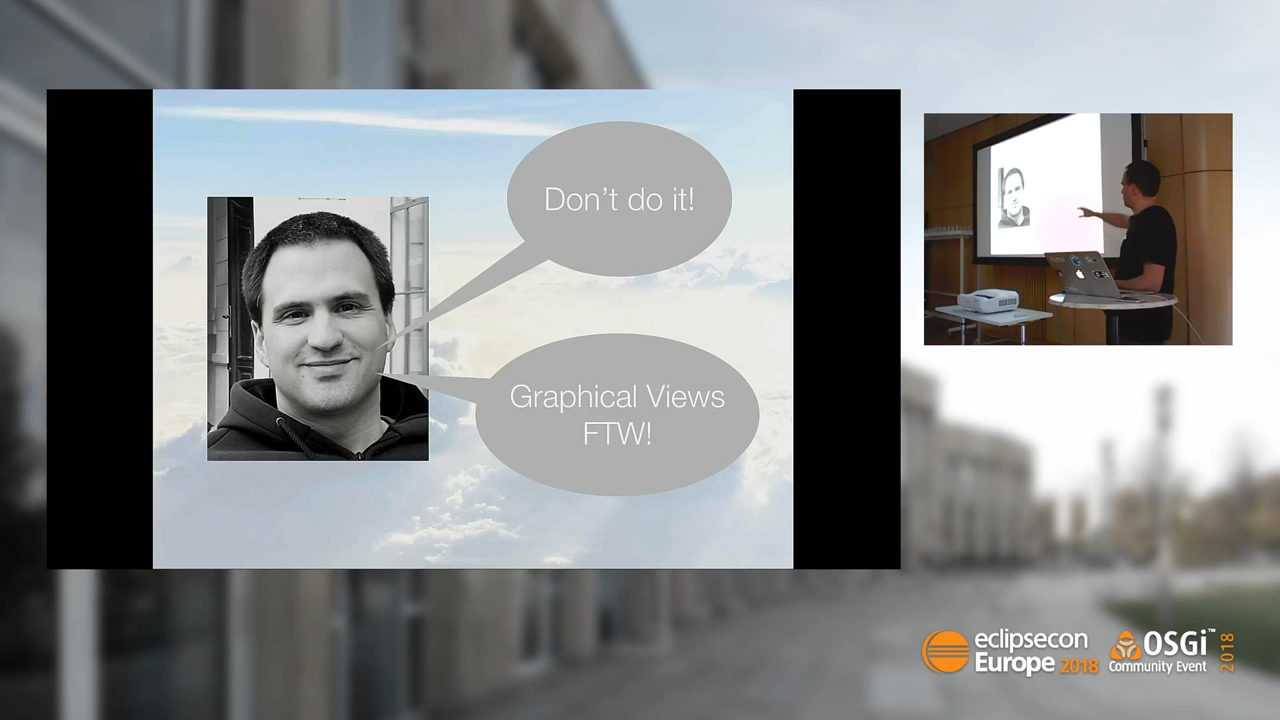 Don't do it!
Graphical Views
FTW!
eclipsecon
Europe 2018
OSGi™
Community Event
2018